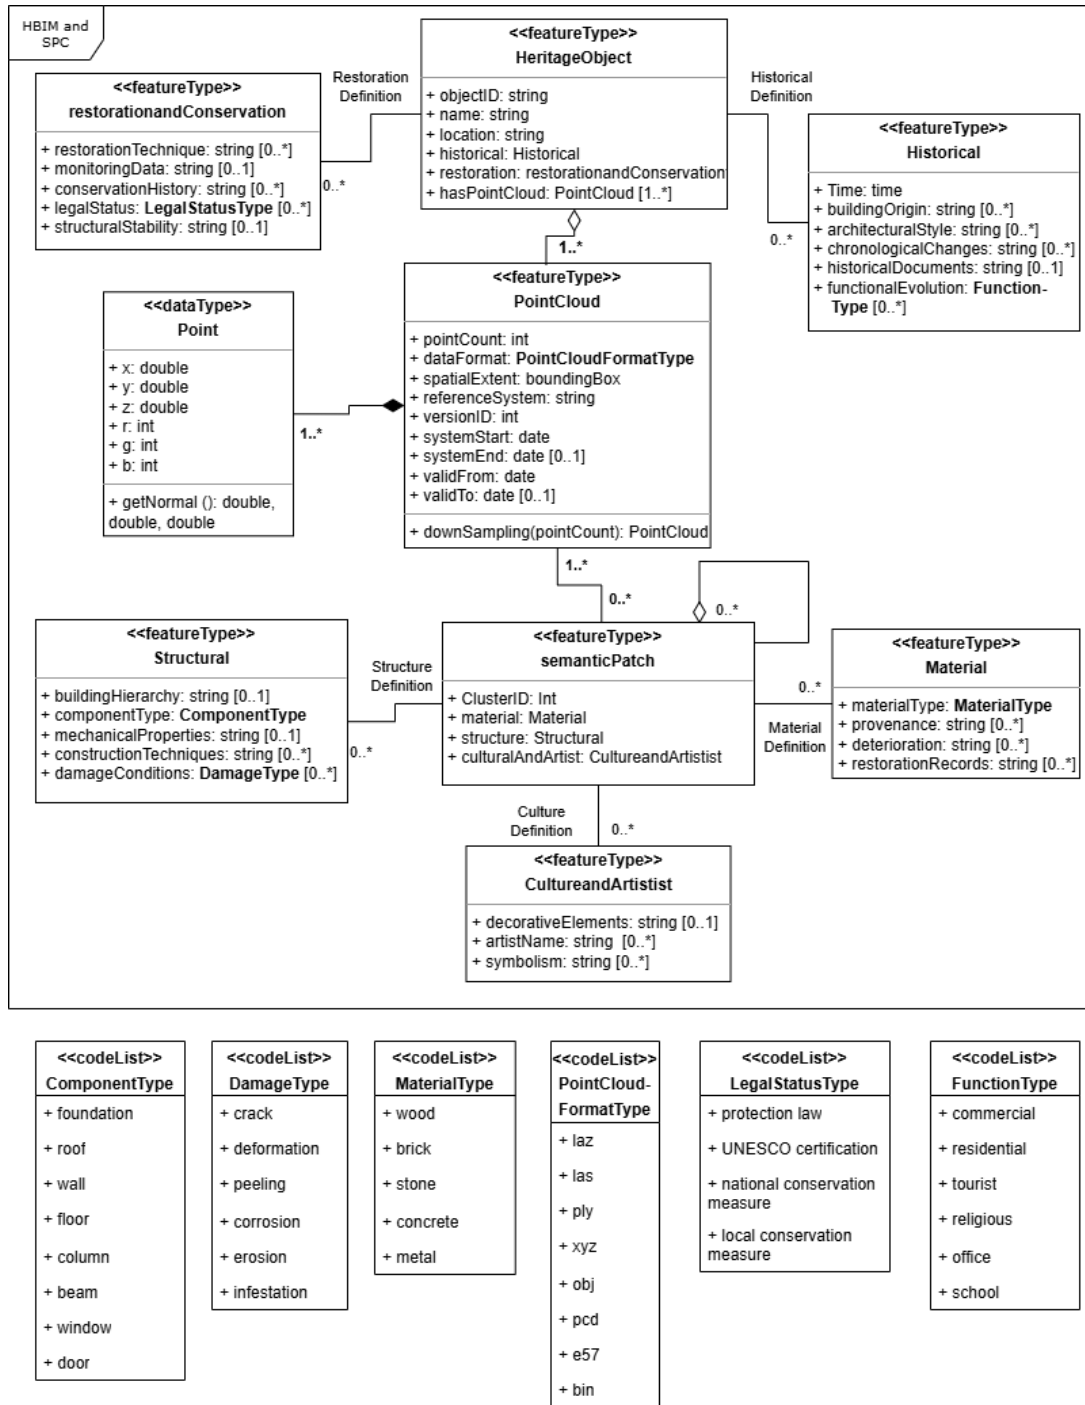 HBIM and
SPC
<<featureType>>
HeritageObject
+ objectID: string
+ name: string
+ location: string
+ historical: Historical
+ restoration: restorationandConservation
+ hasPointCloud: PointCloud [1..*]
Restoration
Definition
Historical
Definition
<<featureType>>
restorationandConservation
+ restorationTechnique: string [0..*]
+ monitoringData: string [0..1]
+ conservationHistory: string [0..*]
+ legalStatus: LegalStatusType [0..*]
+ structuralStability: string [0..1]
0..*
<<featureType>>
Historical
+ Time: time
+ buildingOrigin: string [0..*]
+ architecturalStyle: string [0..*]
+ chronologicalChanges: string [0..*]
+ historicalDocuments: string [0..1]
+ functionalEvolution: Function-
Type [0..*]
0..*
1..*
<<featureType>>
PointCloud
+ pointCount: int
+ dataFormat: PointCloudFormatType
+ spatialExtent: boundingBox
+ referenceSystem: string
+ versionID: int
+ systemStart: date
+ systemEnd: date [0..1]
+ validFrom: date
+ validTo: date [0..1]
+ downSampling(pointCount): PointCloud
<<dataType>>
Point
+ x: double
+ y: double
+ z: double
+ r: int
+ g: int
+ b: int
+ getNormal (): double,
double, double
1..*
1..*
0..*
0..*
<<featureType>>
semanticPatch
+ ClusterID: Int
+ material: Material
+ structure: Structural
+ culturalAndArtist: CultureandArtistist
<<featureType>>
Structural
+ buildingHierarchy: string [0..1]
+ componentType: ComponentType
+ mechanicalProperties: string [0..1]
+ constructionTechniques: string [0..*]
+ damageConditions: DamageType [0..*]
Structure
Definition
0..*
<<featureType>>
Material
+ materialType: MaterialType
+ provenance: string [0..*]
+ deterioration: string [0..*]
+ restorationRecords: string [0..*]
0..*
Material
Definition
Culture
Definition
0..*
<<featureType>>
CultureandArtistist
+ decorativeElements: string [0..1]
+ artistName: string [0..*]
+ symbolism: string [0..*]
<<codeList>>
ComponentType
+ foundation
+ roof
+ wall
+ floor
+ column
+ beam
+ window
+ door
<<codeList>>
DamageType
+ crack
+ deformation
+ peeling
+ corrosion
+ erosion
+ infestation
<<codeList>>
MaterialType
+ wood
+ brick
+ stone
+ concrete
+ metal
<<codeList>>
PointCloud-
FormatType
+ laz
+ las
+ ply
+ xyz
+ obj
+ pcd
+ e57
+ bin
<<codeList>>
LegalStatusType
+ protection law
+ UNESCO certification
+ national conservation
measure
+ local conservation
measure
<<codeList>>
FunctionType
+ commercial
+ residential
+ tourist
+ religious
+ office
+ school